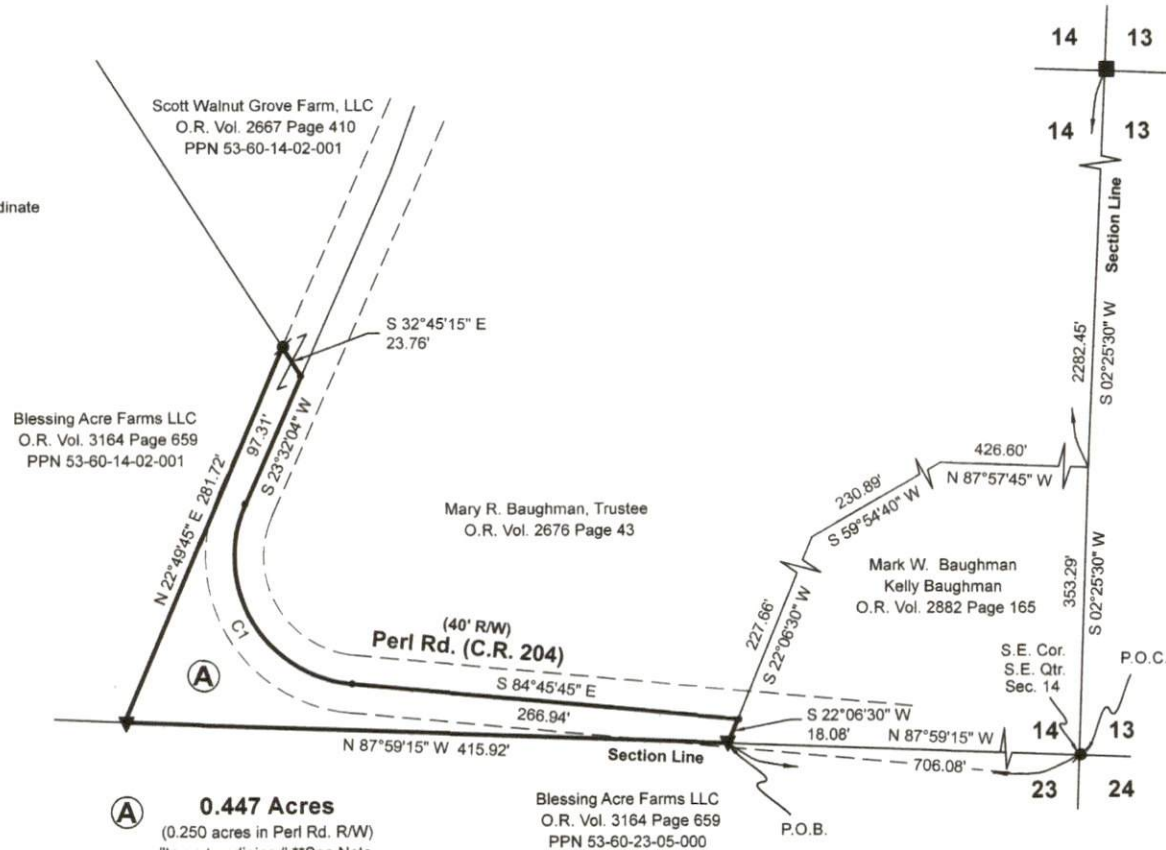 14 13
14 13
Section Line
2282.45'
S 02°25'30" W
Scott Walnut Grove Farm, LLC
O.R. Vol. 2667 Page 410
PPN 53-60-14-02-001
dinate
S 32°45'15" E
23.76'
Blessing Acre Farms LLC
O.R. Vol. 3164 Page 659
PPN 53-60-14-02-001
N 22°49'45" E 281.72'
97.31'
S 23°32'04" W
Mary R. Baughman, Trustee
O.R. Vol. 2676 Page 43
426.60'
N 87°57'45" W
230.89'
S 59°54'40" W
227.66'
S 22°06'30" W
Mark W. Baughman
Kelly Baughman
O.R. Vol. 2882 Page 165
353.29'
S 02°25'30" W
S.E. Cor.
S.E. Qtr.
Sec. 14
P.O.C.
C1
(40' R/W)
Perl Rd. (C.R. 204)
A
S 84°45'45" E
266.94'
S 22°06'30" W
18.08'
N 87°59'15" W
706.08'
14 13
23 24
N 87°59'15" W 415.92'
Section Line
P.O.B.
A 0.447 Acres
(0.250 acres in Perl Rd. R/W)
Blessing Acre Farms LLC
O.R. Vol. 3164 Page 659
PPN 53-60-23-05-000